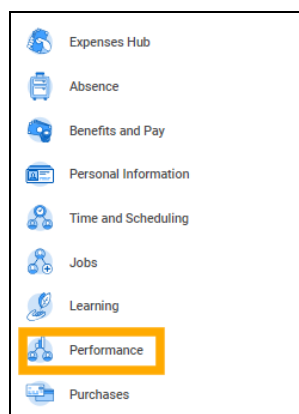 Expenses Hub
Absence
Benefits and Pay
Personal Information
Time and Scheduling
Jobs
Learning
Performance
Purchases